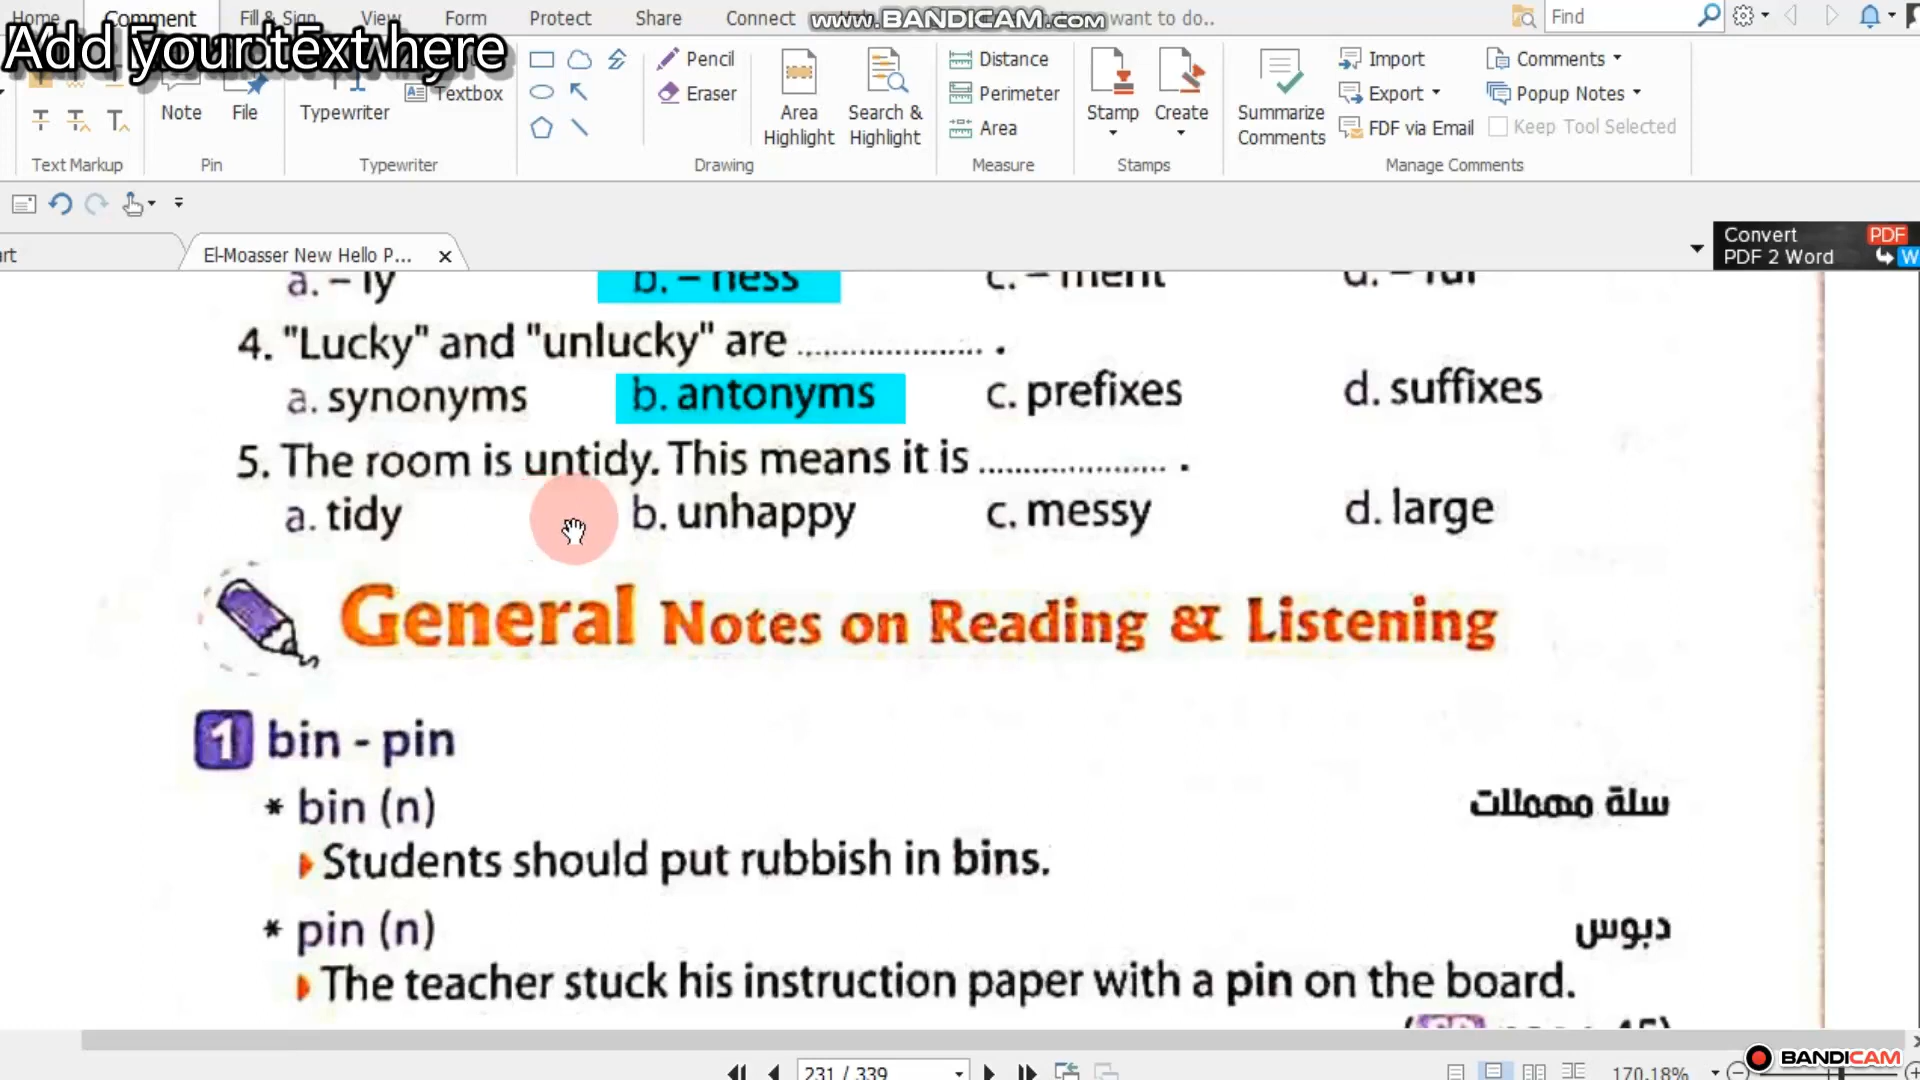 Home Comment Fill & Sign View Form Protect Share Connect www.BANDICAM.com want to do.. Find
Add your text here
Pencil Distance Import Comments
Textbox Eraser Perimeter Export Popup Notes
Note File Typewriter Area Highlight Search & Highlight Area Stamp Create Summarize Comments FDF via Email Keep Tool Selected
Text Markup Pin Typewriter Drawing Measure Stamps Manage Comments
rt El-Moasser New Hello P... Convert PDF
PDF 2 Word W
a. – ly b. – ness c. – ment d. – ful
4. "Lucky" and "unlucky" are .................... .
a. synonyms b. antonyms c. prefixes d. suffixes
5. The room is untidy. This means it is .................... .
a. tidy b. unhappy c. messy d. large
General Notes on Reading & Listening
1 bin - pin
* bin (n) سلة مهملات
Students should put rubbish in bins.
* pin (n) دبوس
The teacher stuck his instruction paper with a pin on the board.
231 / 339 170.18% BANDICAM